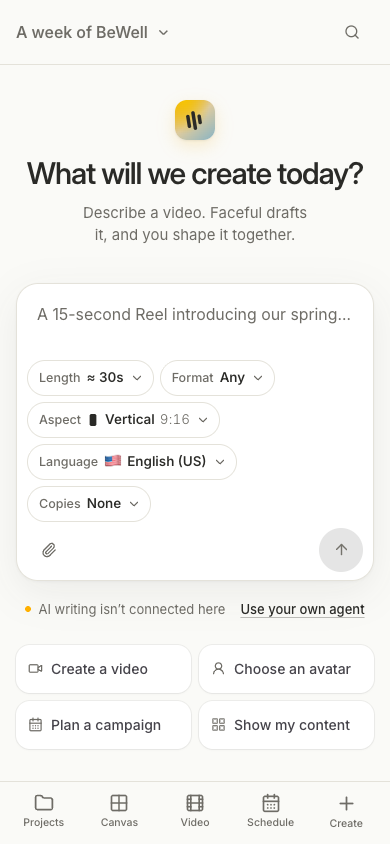 A week of BeWell
What will we create today?
Describe a video. Faceful drafts
it, and you shape it together.
A 15-second Reel introducing our spring...
Length ≈ 30s
Format Any
Aspect Vertical 9:16
Language English (US)
Copies None
AI writing isn't connected here
Use your own agent
Create a video
Choose an avatar
Plan a campaign
Show my content
Projects
Canvas
Video
Schedule
Create